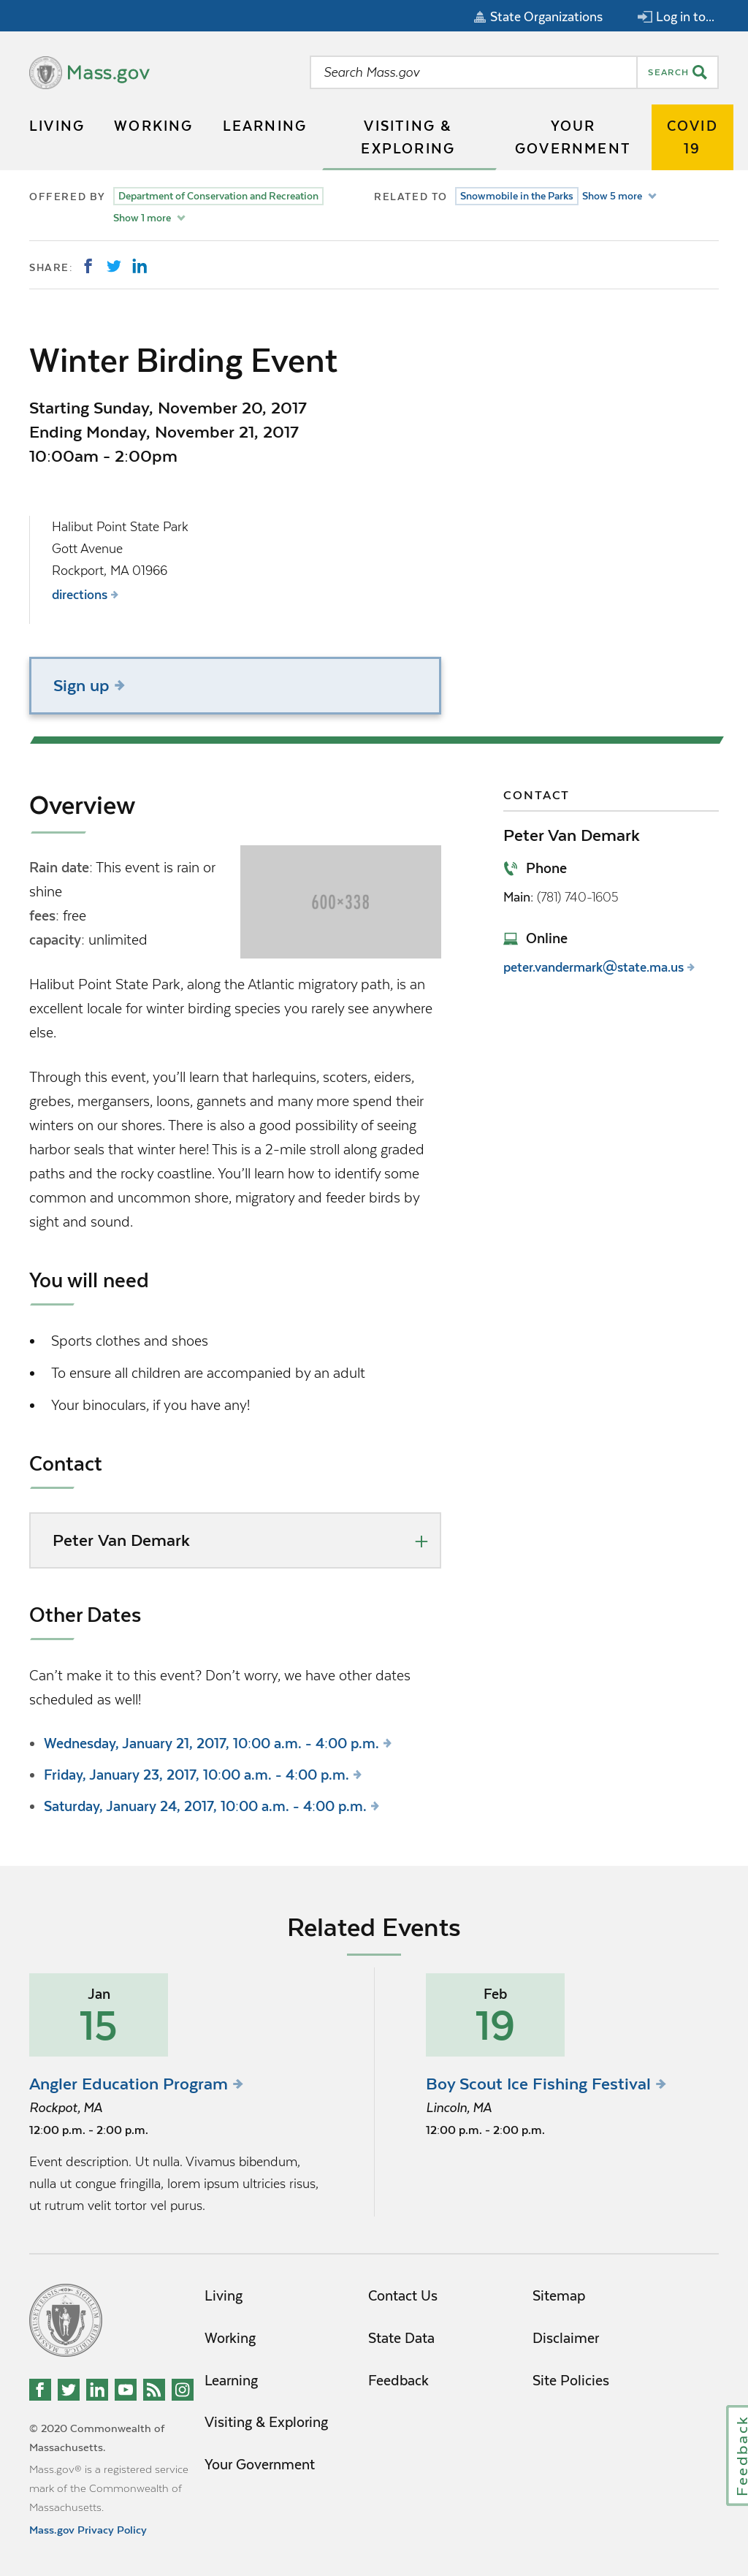 State Organizations
Log in to...
Mass.gov
Search Mass.gov
SEARCH
LIVING
WORKING
LEARNING
VISITING &
EXPLORING
YOUR
GOVERNMENT
COVID
19
OFFERED BY
Department of Conservation and Recreation
Show 1 more
RELATED TO
Snowmobile in the Parks
Show 5 more
SHARE:
Winter Birding Event
Starting Sunday, November 20, 2017
Ending Monday, November 21, 2017
10:00am - 2:00pm
Halibut Point State Park
Gott Avenue
Rockport, MA 01966
directions
Sign up
Overview
Rain date: This event is rain or
shine
fees: free
capacity: unlimited
600×338
Halibut Point State Park, along the Atlantic migratory path, is an
excellent locale for winter birding species you rarely see anywhere
else.
Through this event, you'll learn that harlequins, scoters, eiders,
grebes, mergansers, loons, gannets and many more spend their
winters on our shores. There is also a good possibility of seeing
harbor seals that winter here! This is a 2-mile stroll along graded
paths and the rocky coastline. You'll learn how to identify some
common and uncommon shore, migratory and feeder birds by
sight and sound.
You will need
Sports clothes and shoes
To ensure all children are accompanied by an adult
Your binoculars, if you have any!
Contact
Peter Van Demark
Other Dates
Can't make it to this event? Don't worry, we have other dates
scheduled as well!
Wednesday, January 21, 2017, 10:00 a.m. - 4:00 p.m.
Friday, January 23, 2017, 10:00 a.m. - 4:00 p.m.
Saturday, January 24, 2017, 10:00 a.m. - 4:00 p.m.
CONTACT
Peter Van Demark
Phone
Main: (781) 740-1605
Online
peter.vandermark@state.ma.us
Related Events
Jan
15
Angler Education Program
Rockpot, MA
12:00 p.m. - 2:00 p.m.
Event description. Ut nulla. Vivamus bibendum,
nulla ut congue fringilla, lorem ipsum ultricies risus,
ut rutrum velit tortor vel purus.
Feb
19
Boy Scout Ice Fishing Festival
Lincoln, MA
12:00 p.m. - 2:00 p.m.
Living
Working
Learning
Visiting & Exploring
Your Government
Contact Us
State Data
Feedback
Sitemap
Disclaimer
Site Policies
© 2020 Commonwealth of
Massachusetts.
Mass.gov® is a registered service
mark of the Commonwealth of
Massachusetts.
Mass.gov Privacy Policy
Feedback